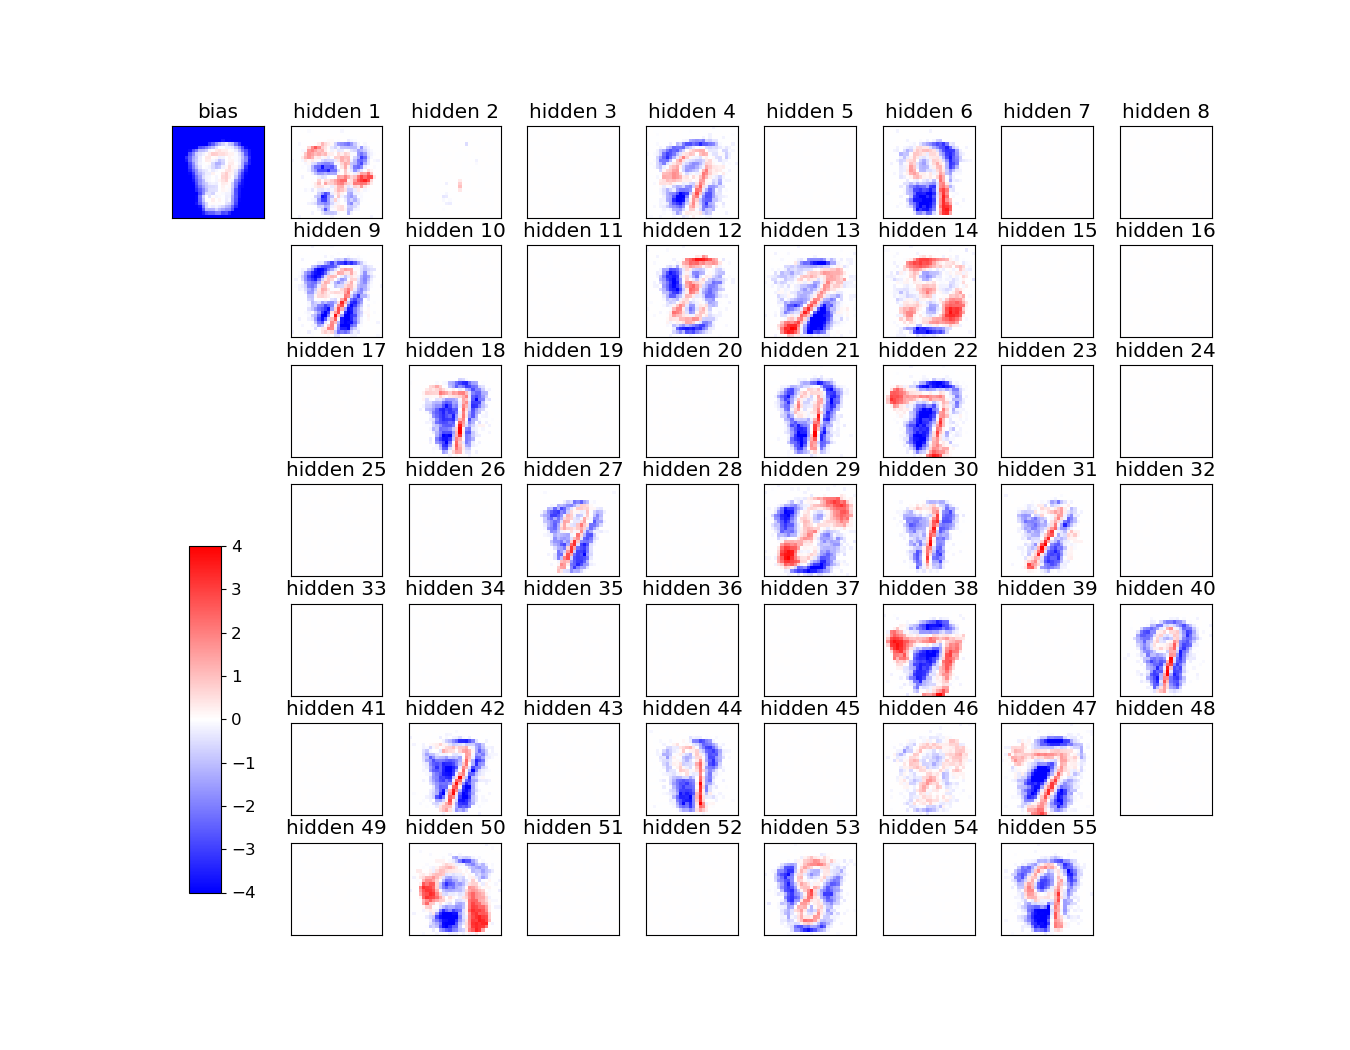 bias hidden 1 hidden 2 hidden 3 hidden 4 hidden 5 hidden 6 hidden 7 hidden 8
hidden 9 hidden 10 hidden 11 hidden 12 hidden 13 hidden 14 hidden 15 hidden 16
hidden 17 hidden 18 hidden 19 hidden 20 hidden 21 hidden 22 hidden 23 hidden 24
hidden 25 hidden 26 hidden 27 hidden 28 hidden 29 hidden 30 hidden 31 hidden 32
hidden 33 hidden 34 hidden 35 hidden 36 hidden 37 hidden 38 hidden 39 hidden 40
hidden 41 hidden 42 hidden 43 hidden 44 hidden 45 hidden 46 hidden 47 hidden 48
hidden 49 hidden 50 hidden 51 hidden 52 hidden 53 hidden 54 hidden 55
4
3
2
1
0
−1
−2
−3
−4